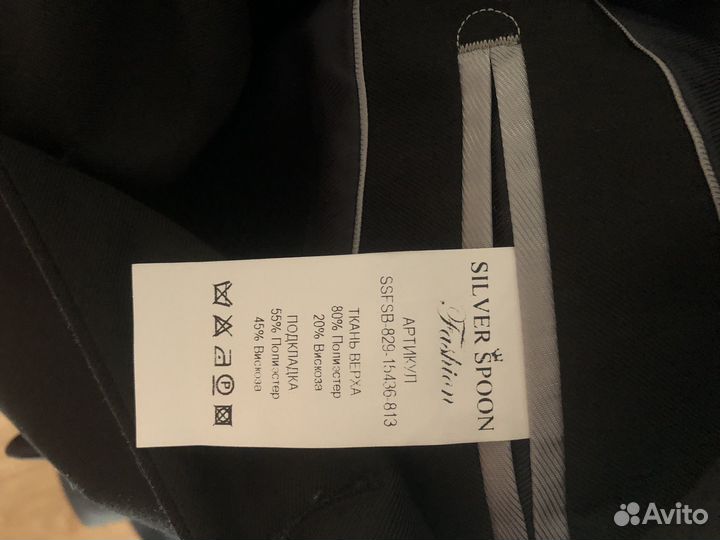 SILVER SPOON
Fashion
АРТИКУЛ
SSFSB-829-15436-813
ТКАНЬ ВЕРХА
80% Полиэстер
20% Вискоза
ПОДКЛАДКА
55% Полиэстер
45% Вискоза
P
Avito